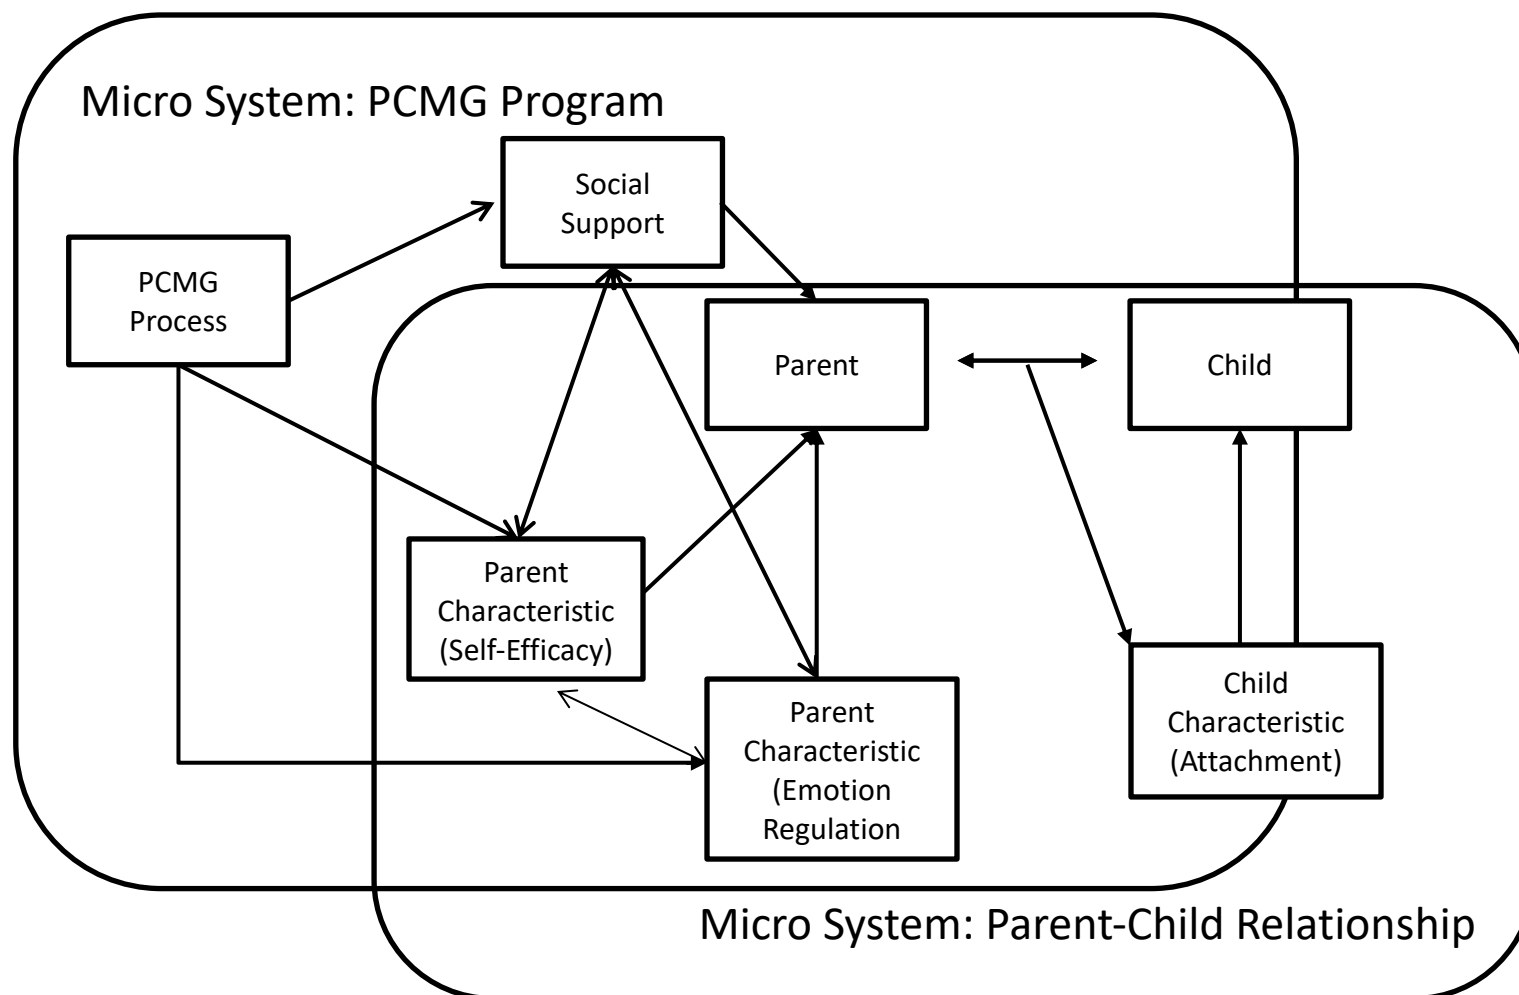 Micro System: PCMG Program
Social
Support
PCMG
Process
Parent
Child
Parent
Characteristic
(Self-Efficacy)
Parent
Characteristic
(Emotion
Regulation
Child
Characteristic
(Attachment)
Micro System: Parent-Child Relationship